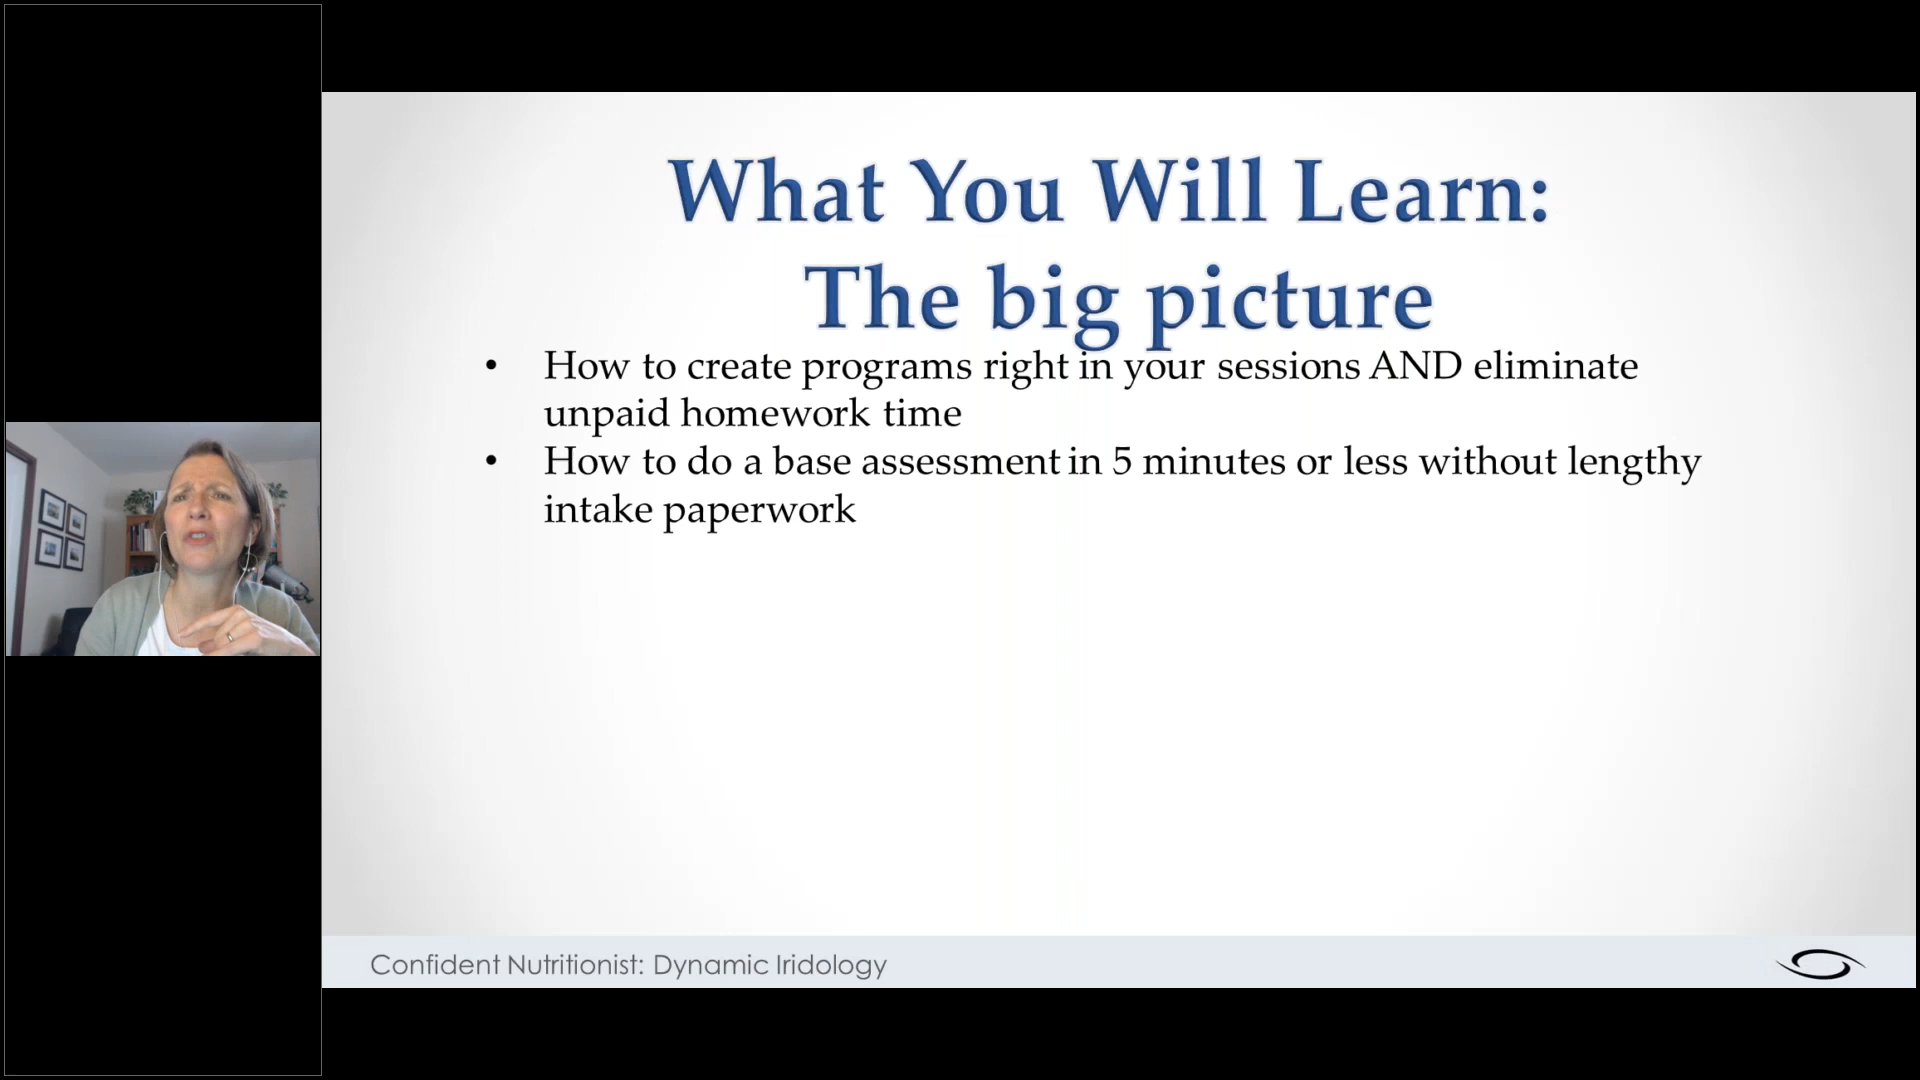 What You Will Learn:
The big picture
• How to create programs right in your sessions AND eliminate
unpaid homework time
• How to do a base assessment in 5 minutes or less without lengthy
intake paperwork
Confident Nutritionist: Dynamic Iridology